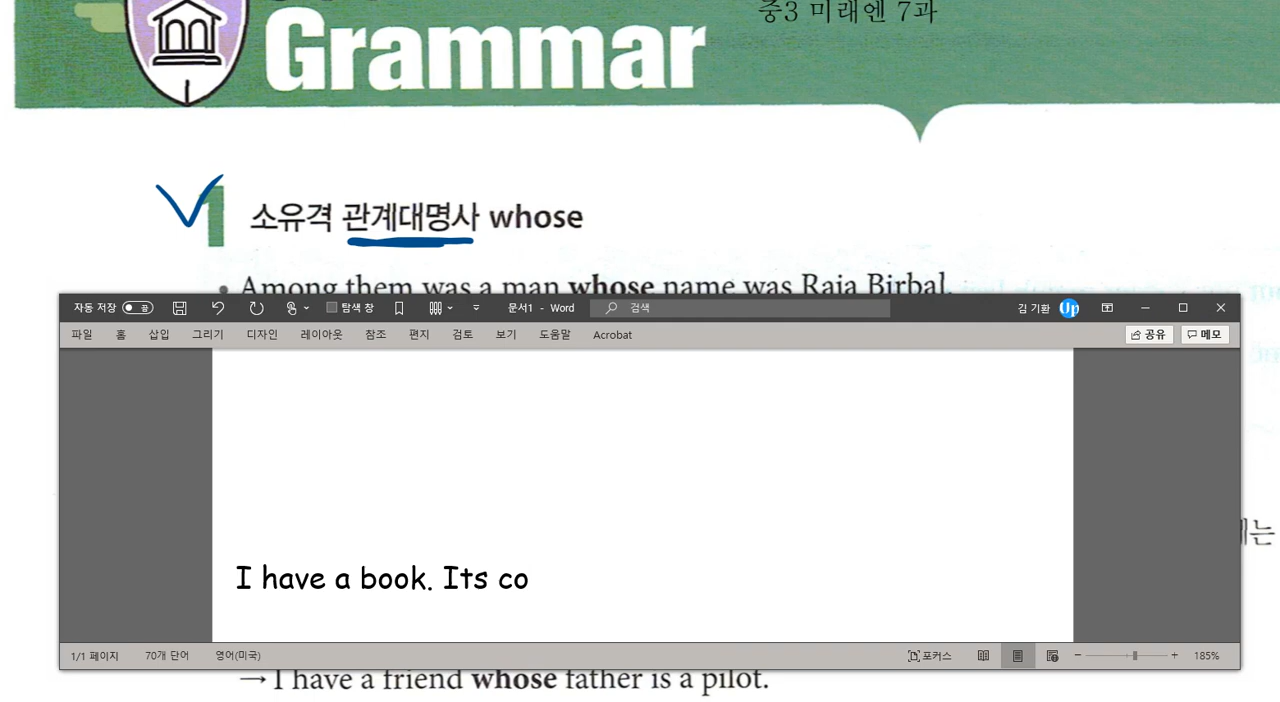 중3 미래엔 7과
Grammar
1 소유격 관계대명사 whose
• Among them was a man whose name was Raja Birbal.
자동 저장 끔 탐색 창 문서1 - Word 검색 김 기환 Up
파일 홈 삽입 그리기 디자인 레이아웃 참조 편지 검토 보기 도움말 Acrobat 공유 메모
I have a book. Its co
1/1 페이지 70개 단어 영어(미국) 포커스 185%
→ I have a friend whose father is a pilot.